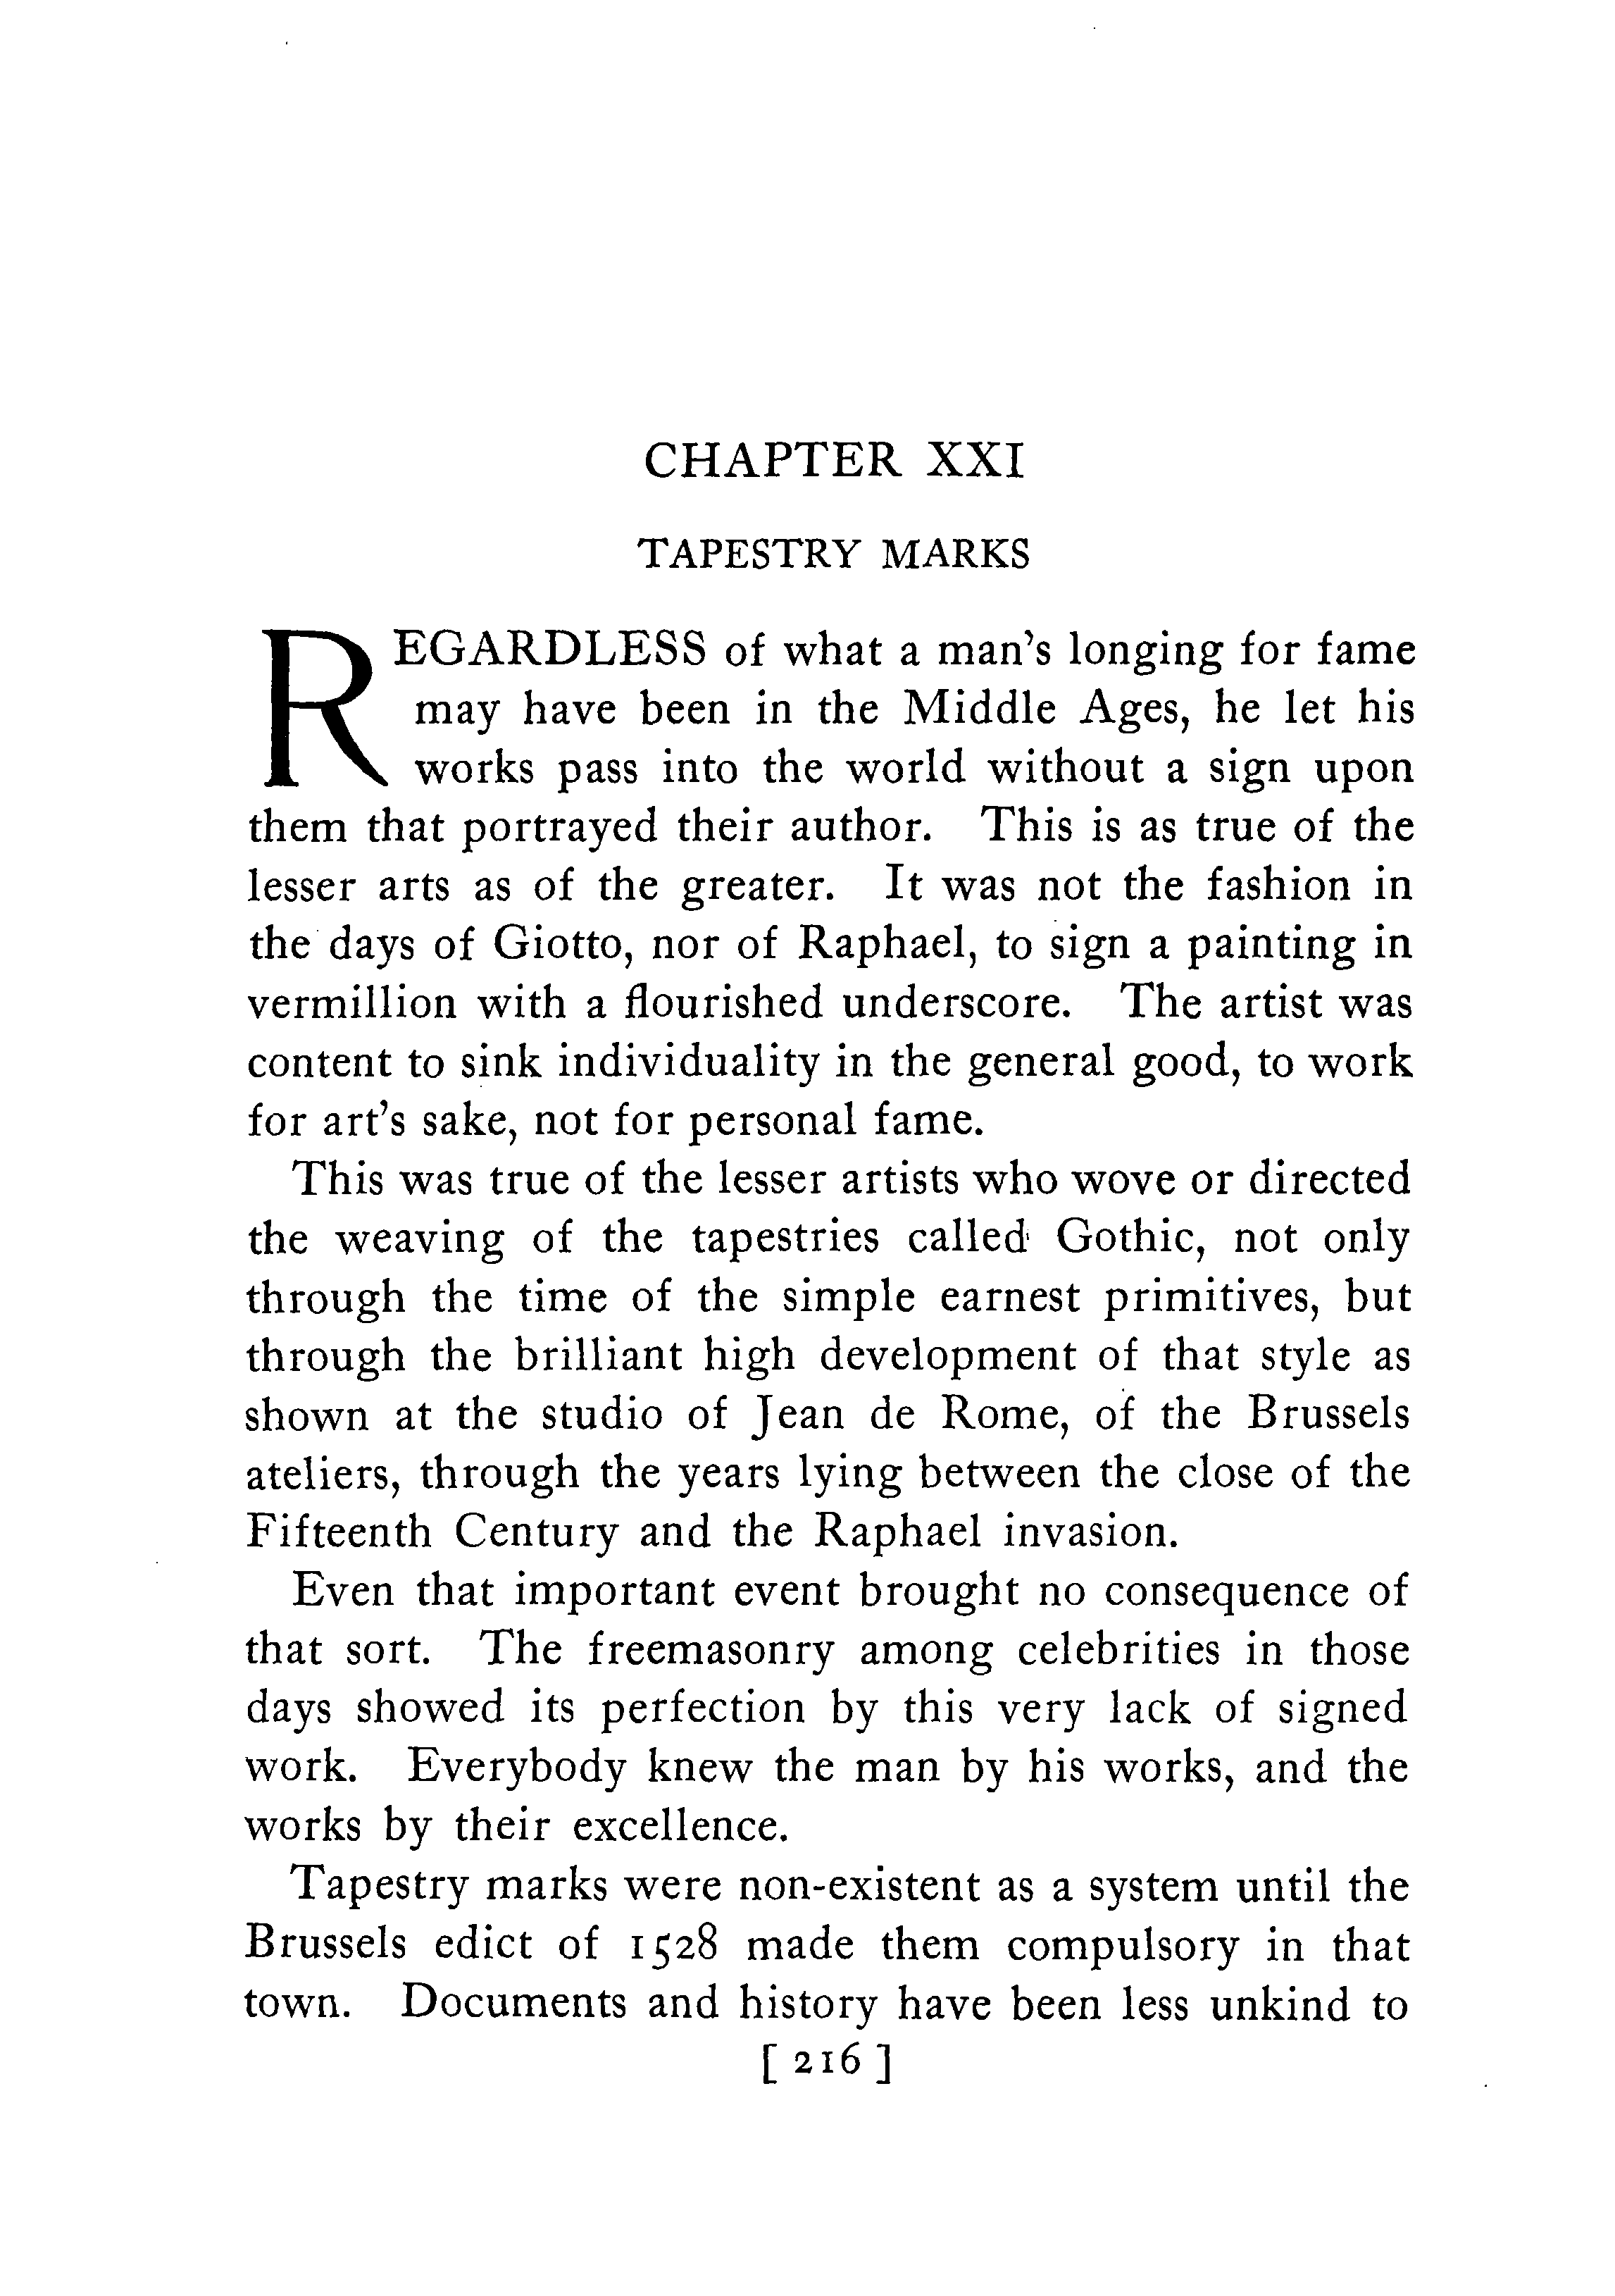 CHAPTER XXI
TAPESTRY MARKS
REGARDLESS of what a man's longing for fame
may have been in the Middle Ages, he let his
works pass into the world without a sign upon
them that portrayed their author. This is as true of the
lesser arts as of the greater. It was not the fashion in
the days of Giotto, nor of Raphael, to sign a painting in
vermillion with a flourished underscore. The artist was
content to sink individuality in the general good, to work
for art's sake, not for personal fame.
This was true of the lesser artists who wove or directed
the weaving of the tapestries called Gothic, not only
through the time of the simple earnest primitives, but
through the brilliant high development of that style as
shown at the studio of Jean de Rome, of the Brussels
ateliers, through the years lying between the close of the
Fifteenth Century and the Raphael invasion.
Even that important event brought no consequence of
that sort. The freemasonry among celebrities in those
days showed its perfection by this very lack of signed
work. Everybody knew the man by his works, and the
works by their excellence.
Tapestry marks were non-existent as a system until the
Brussels edict of 1528 made them compulsory in that
town. Documents and history have been less unkind to
[ 216 ]